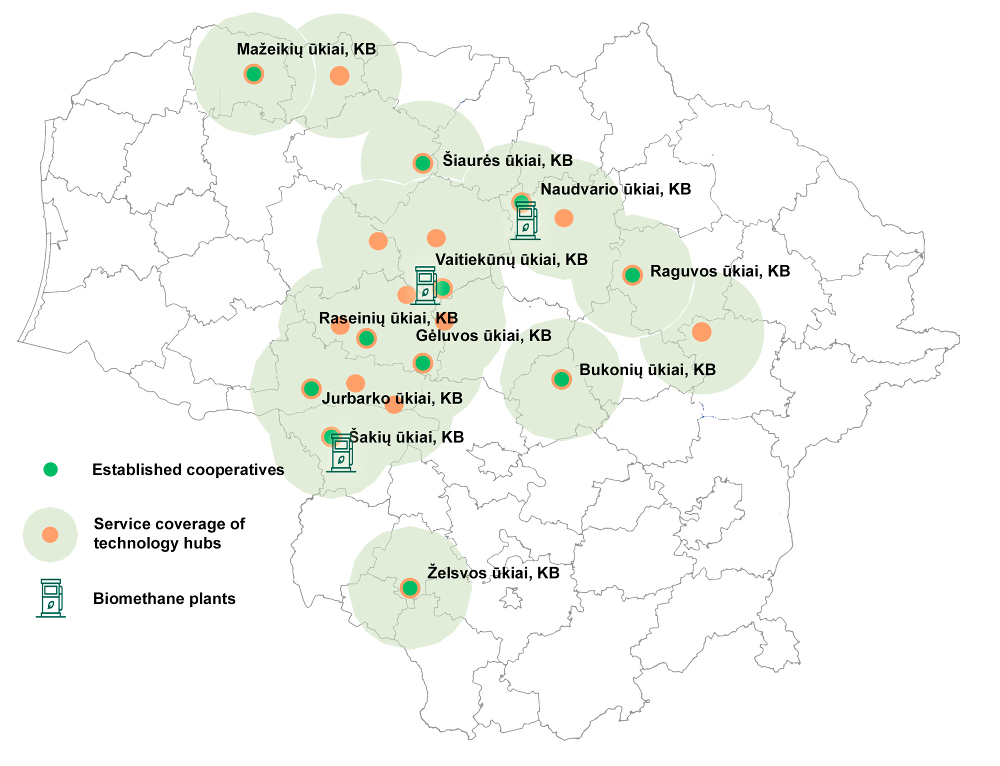 Mažeikių ūkiai, KB
Šiaurės ūkiai, KB
Naudvario ūkiai, KB
Vaitiekūnų ūkiai, KB
Raguvos ūkiai, KB
Raseinių ūkiai, KB
Gėluvos ūkiai, KB
Bukonių ūkiai, KB
Jurbarko ūkiai, KB
Šakių ūkiai, KB
Established cooperatives
Service coverage of
technology hubs
Želsvos ūkiai, KB
Biomethane plants